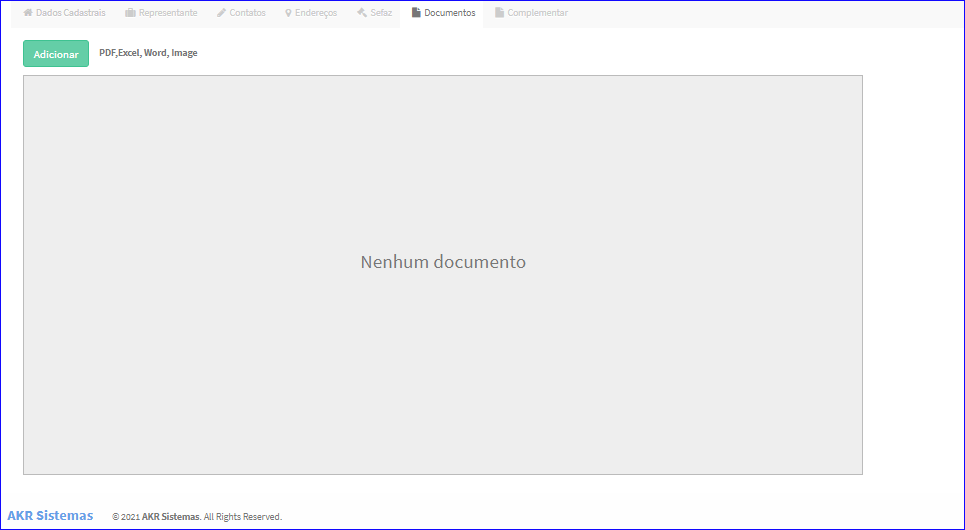 Dados Cadastrais Representante Contatos Endereços Sefaz Documentos Complementar
Adicionar PDF,Excel, Word, Image
Nenhum documento
AKR Sistemas © 2021 AKR Sistemas. All Rights Reserved.